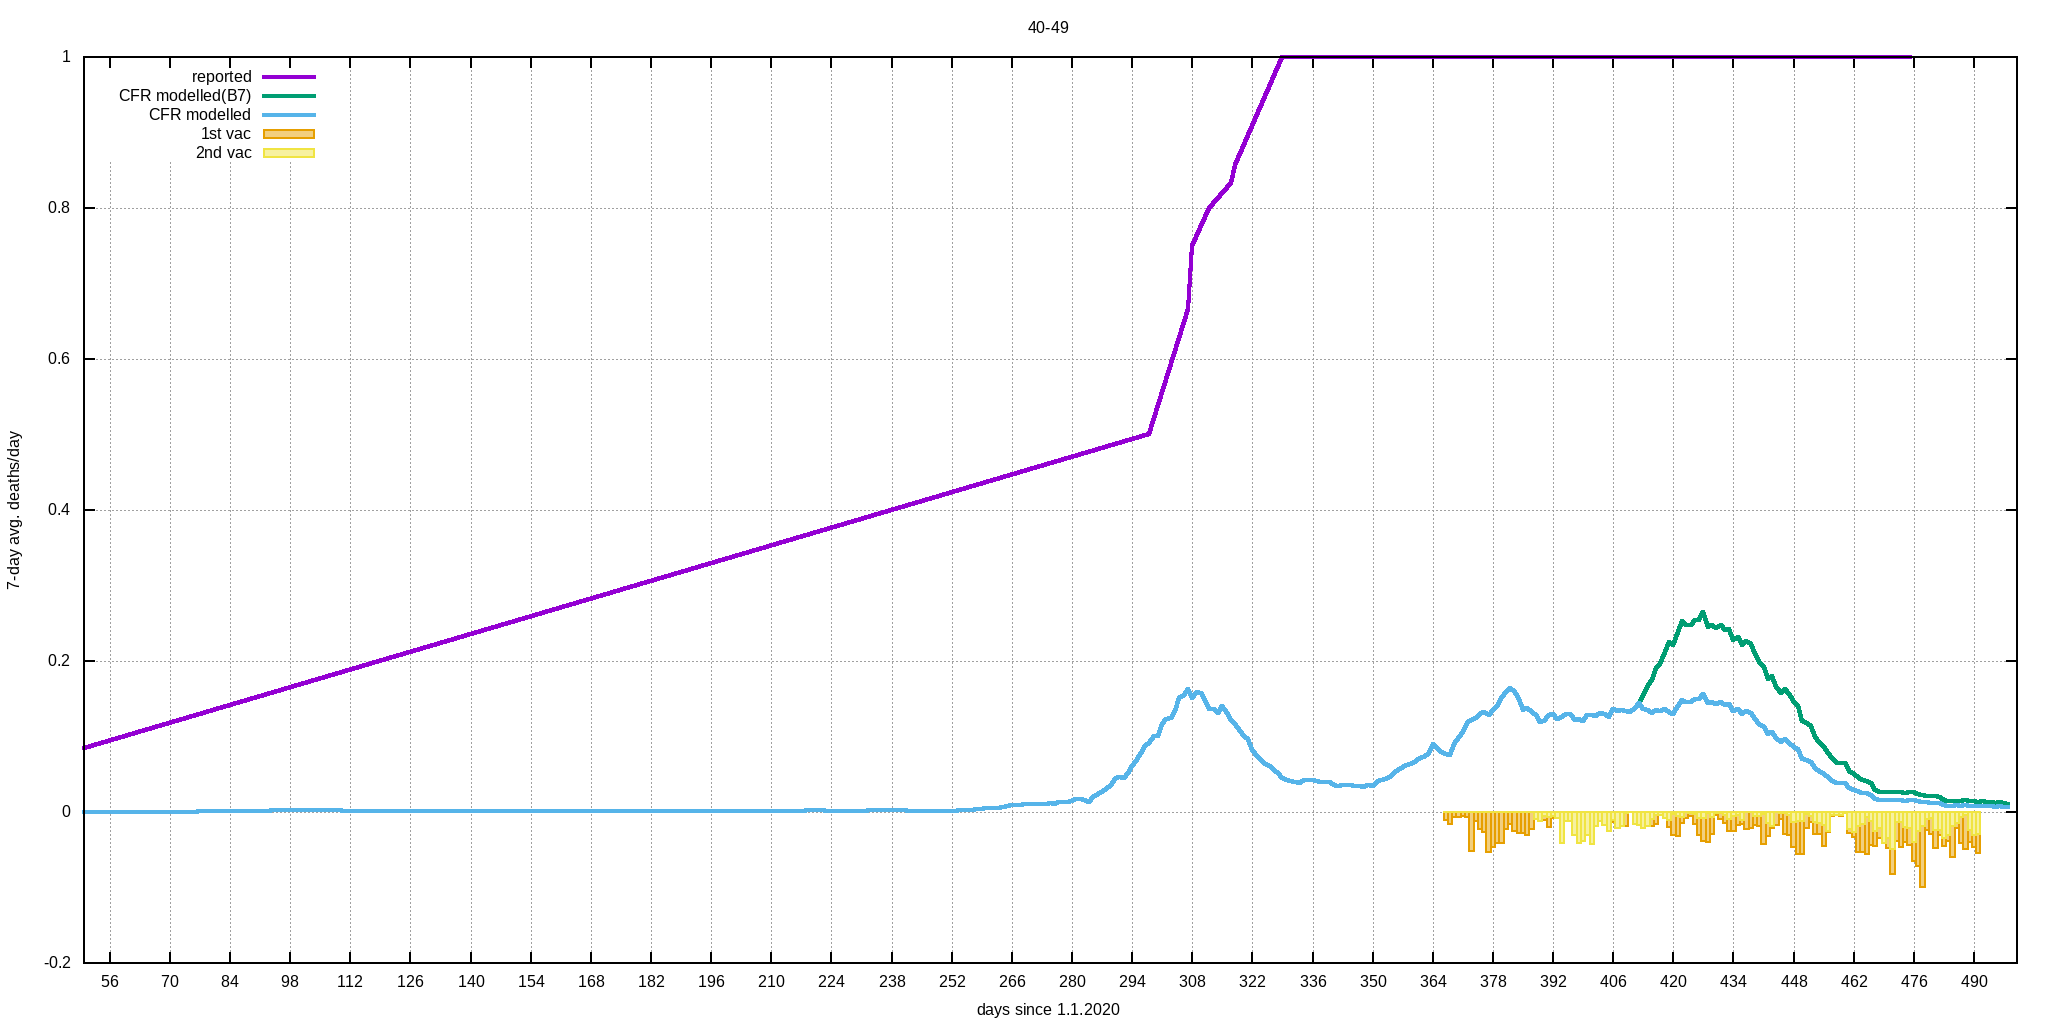 40-49
reported
CFR modelled(B7)
CFR modelled
1st vac
2nd vac
1
0.8
0.6
0.4
0.2
0
-0.2
7-day avg. deaths/day
56 70 84 98 112 126 140 154 168 182 196 210 224 238 252 266 280 294 308 322 336 350 364 378 392 406 420 434 448 462 476 490
days since 1.1.2020